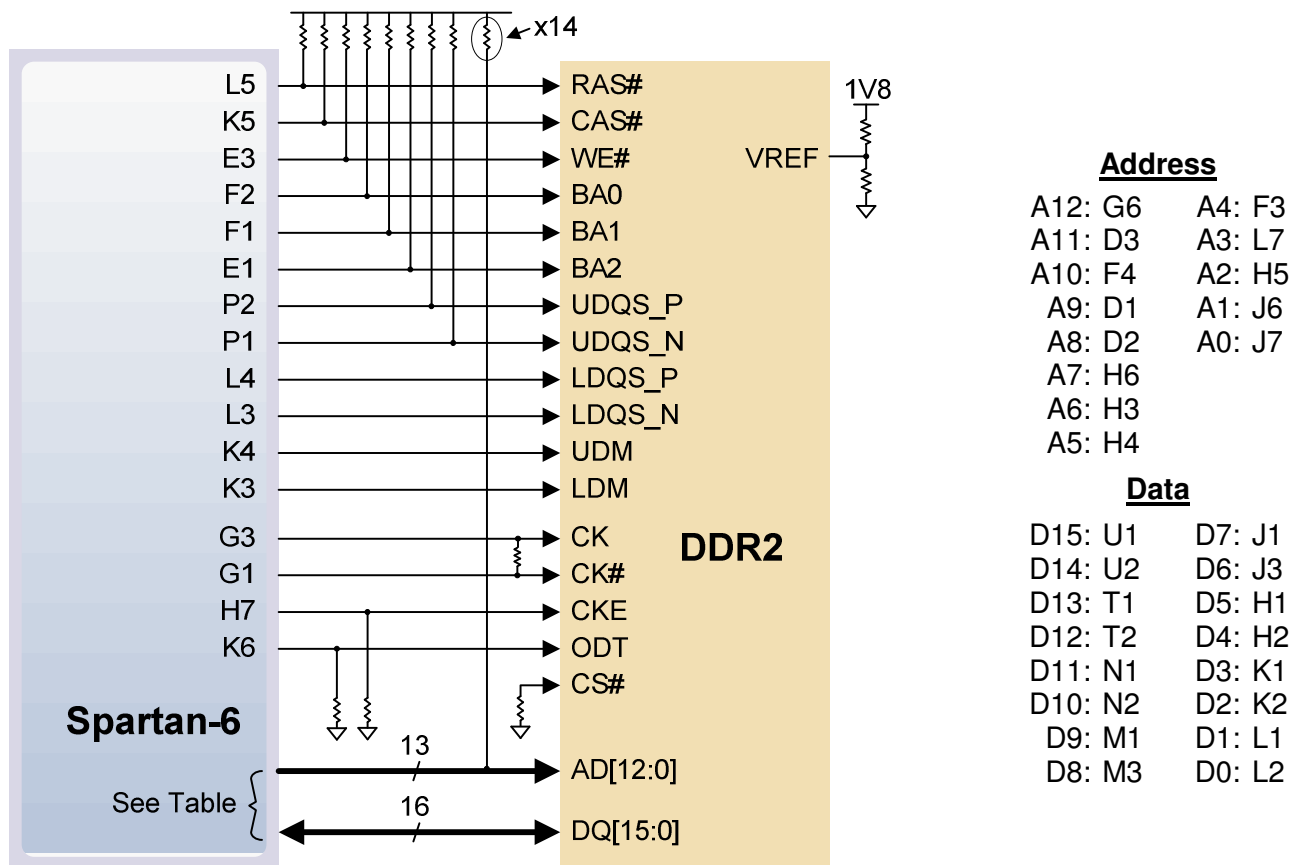 x14
L5 RAS#
K5 CAS#
E3 WE#
F2 BA0
F1 BA1
E1 BA2
P2 UDQS_P
P1 UDQS_N
L4 LDQS_P
L3 LDQS_N
K4 UDM
K3 LDM
G3 CK
G1 CK#
H7 CKE
K6 ODT
CS#
1V8
VREF
DDR2
Spartan-6
13
AD[12:0]
See Table
16
DQ[15:0]
Address
A12: G6 A4: F3
A11: D3 A3: L7
A10: F4 A2: H5
A9: D1 A1: J6
A8: D2 A0: J7
A7: H6
A6: H3
A5: H4
Data
D15: U1 D7: J1
D14: U2 D6: J3
D13: T1 D5: H1
D12: T2 D4: H2
D11: N1 D3: K1
D10: N2 D2: K2
D9: M1 D1: L1
D8: M3 D0: L2